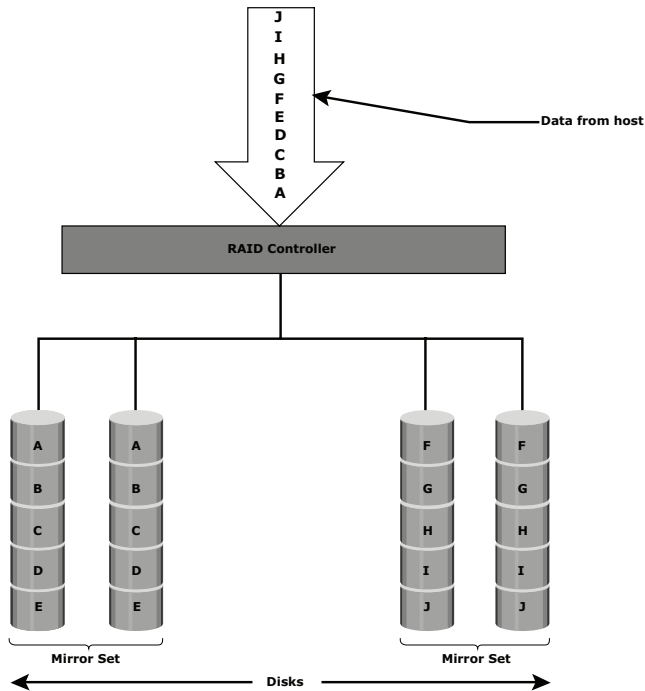 J
I
H
G
F
E
D
C
B
A
Data from host
RAID Controller
A
B
C
D
E
A
B
C
D
E
F
G
H
I
J
F
G
H
I
J
Mirror Set
Mirror Set
Disks